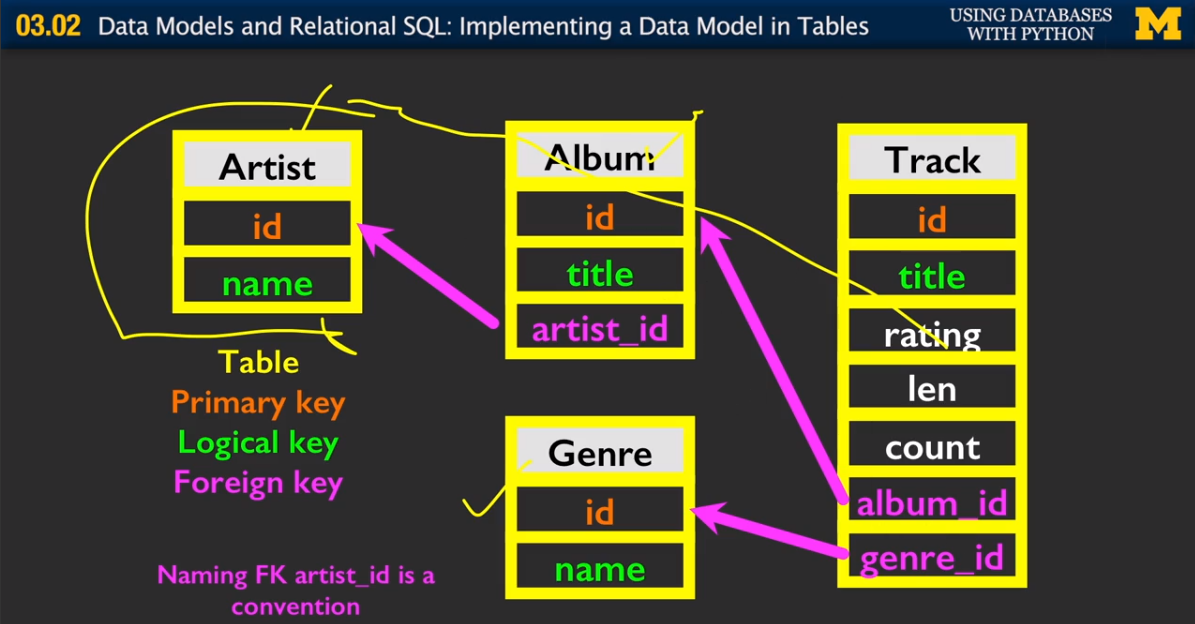 03.02 Data Models and Relational SQL: Implementing a Data Model in Tables
USING DATABASES
WITH PYTHON
M
Artist
id
name
Album
id
title
artist_id
Track
id
title
rating
len
count
album_id
genre_id
Genre
id
name
Table
Primary key
Logical key
Foreign key
Naming FK artist_id is a
convention